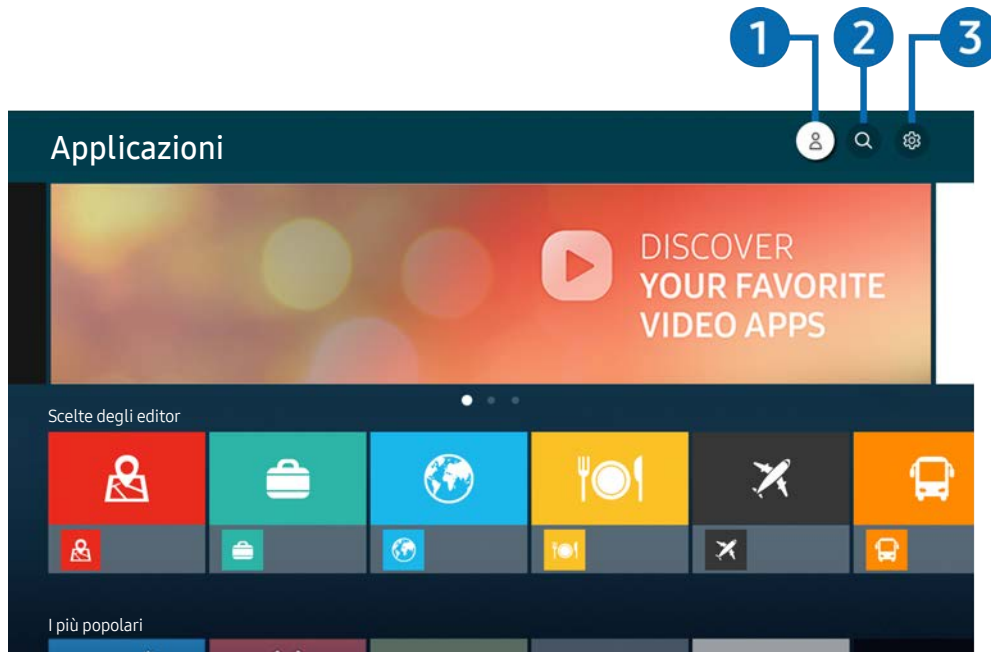 1 2 3
Applicazioni
DISCOVER
YOUR FAVORITE
VIDEO APPS
Scelte degli editor
I più popolari